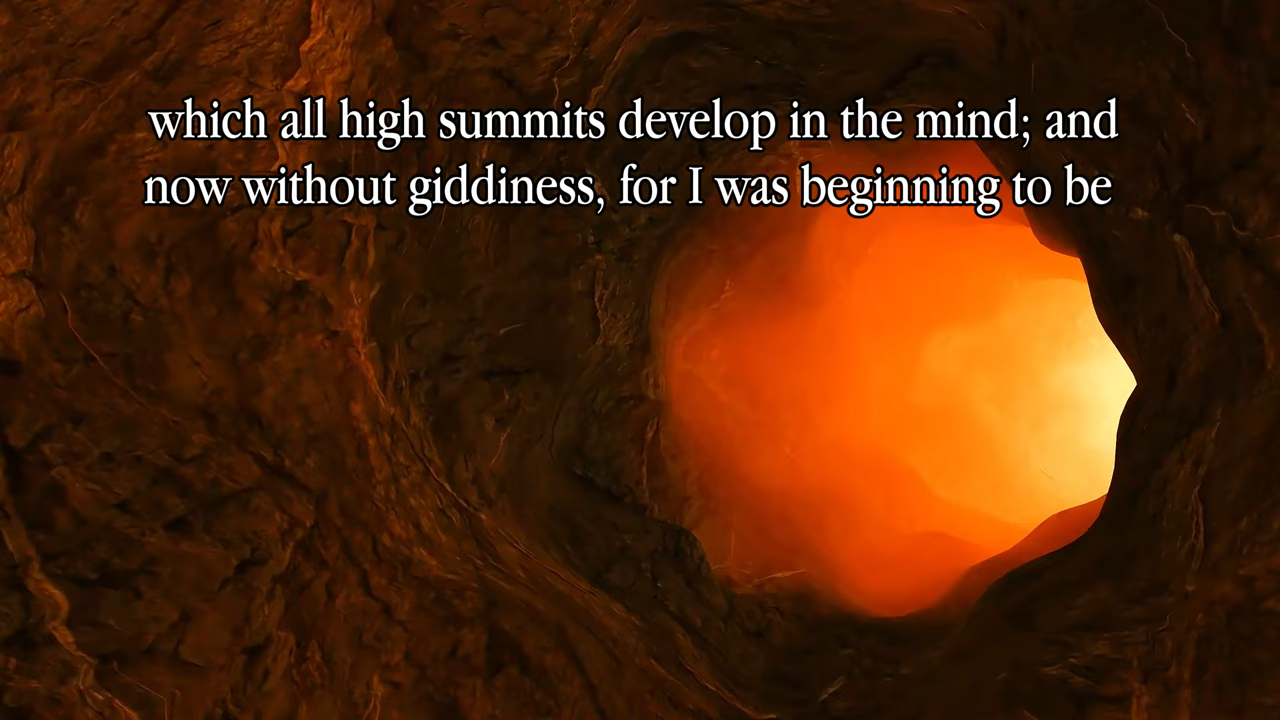 which all high summits develop in the mind; and
now without giddiness, for I was beginning to be